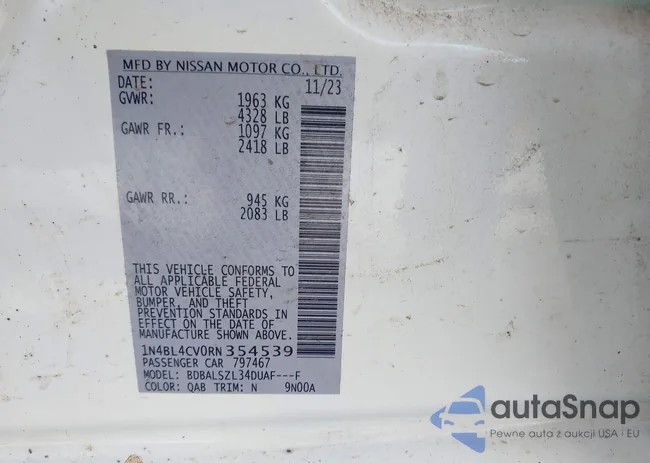 MFD BY NISSAN MOTOR CO., LTD.
DATE: 11/23
GVWR: 1963 KG
4328 LB
GAWR FR.: 1097 KG
2418 LB
GAWR RR.: 945 KG
2083 LB
THIS VEHICLE CONFORMS TO
ALL APPLICABLE FEDERAL
MOTOR VEHICLE SAFETY,
BUMPER, AND THEFT
PREVENTION STANDARDS IN
EFFECT ON THE DATE OF
MANUFACTURE SHOWN ABOVE.
1N4BL4CV0RN354539
PASSENGER CAR 797467
MODEL: BDBALSZL34DUAF---F
COLOR: QAB TRIM: N 9N00A
autoSnap
Pewne auta z aukcji USA i EU